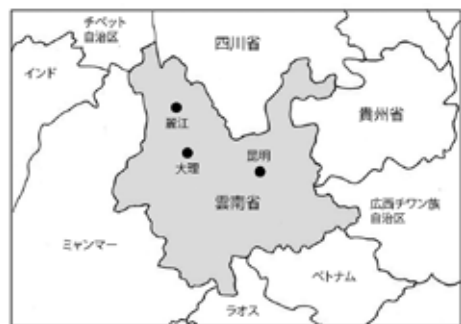 チベット
自治区
四川省
インド
貴州省
麗江
昆明
大理
雲南省
広西チワン族
自治区
ミャンマー
ベトナム
ラオス